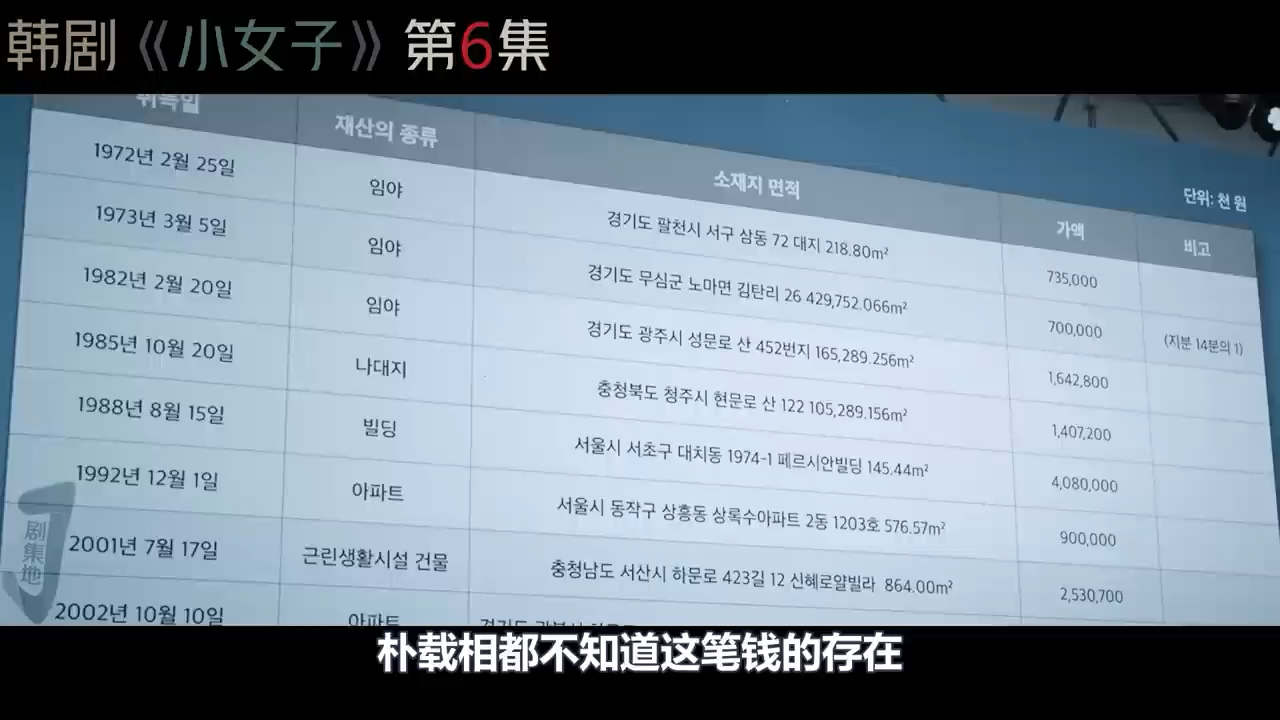 韩剧《小女子》第6集
취득일 재산의 종류 소재지 면적 가액 비고
단위: 천 원
1972년 2월 25일 임야 경기도 팔천시 서구 삼동 72 대지 218.80m² 735,000
1973년 3월 5일 임야 경기도 무심군 노마면 김탄리 26 429,752.066m² 700,000 (지분 14분의 1)
1982년 2월 20일 임야 경기도 광주시 성문로 산 452번지 165,289.256m² 1,642,800
1985년 10월 20일 나대지 충청북도 청주시 현문로 산 122 105,289.156m² 1,407,200
1988년 8월 15일 빌딩 서울시 서초구 대치동 1974-1 페르시안빌딩 145.44m² 4,080,000
1992년 12월 1일 아파트 서울시 동작구 상흥동 상록수아파트 2동 1203호 576.57m² 900,000
2001년 7월 17일 근린생활시설 건물 충청남도 서산시 하문로 423길 12 신혜로얄빌라 864.00m² 2,530,700
2002년 10월 10일 아파트
剧集地
朴载相都不知道这笔钱的存在